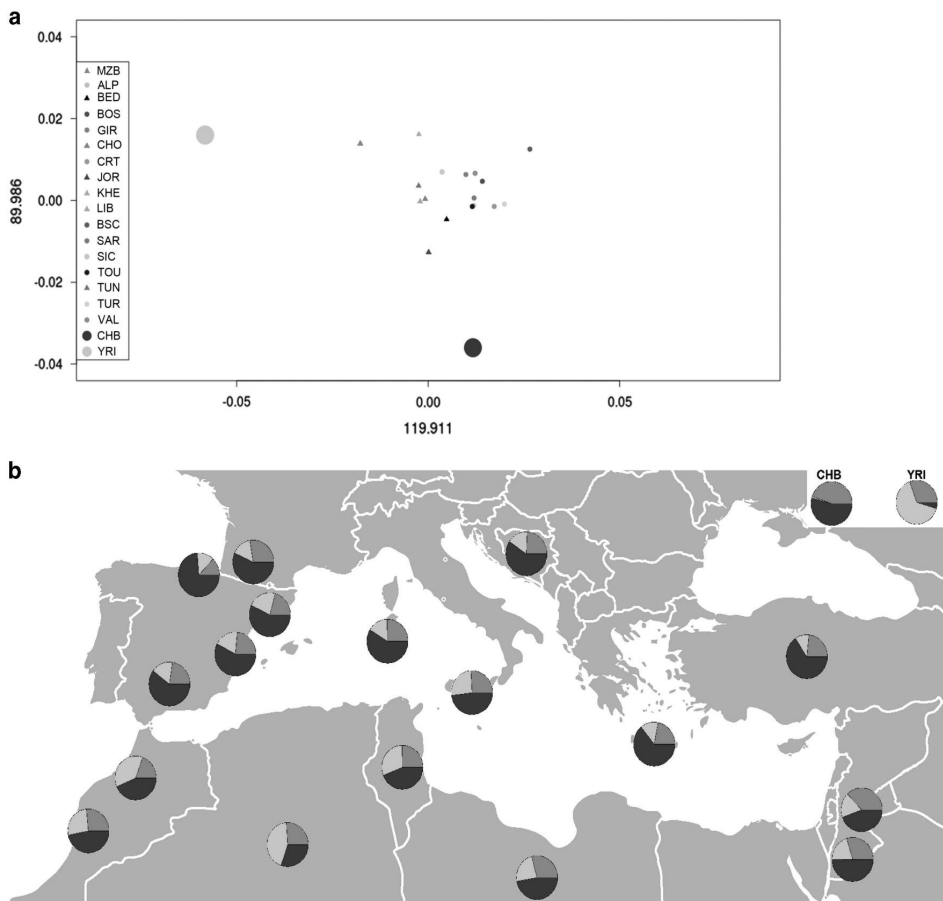 a
0.04
0.02
0.00
-0.02
-0.04
89.986
MZB
ALP
BED
BOS
GIR
CHO
CRT
JOR
KHE
LIB
BSC
SAR
SIC
TOU
TUN
TUR
VAL
CHB
YRI
-0.05
0.00
0.05
119.911
b
CHB
YRI